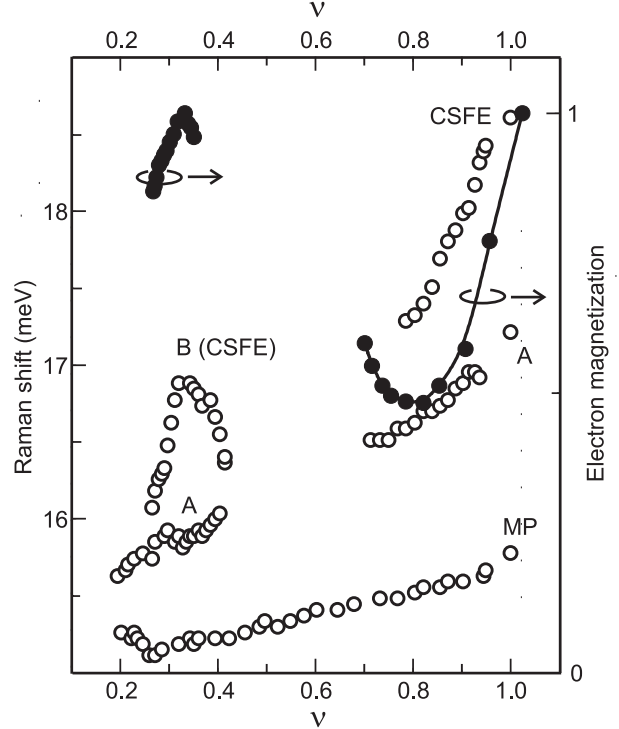 ν
0.2 0.4 0.6 0.8 1.0
CSFE
1
18
B (CSFE)
17
A
A
16
MP
0
Raman shift (meV)
Electron magnetization
0.2 0.4 0.6 0.8 1.0
ν